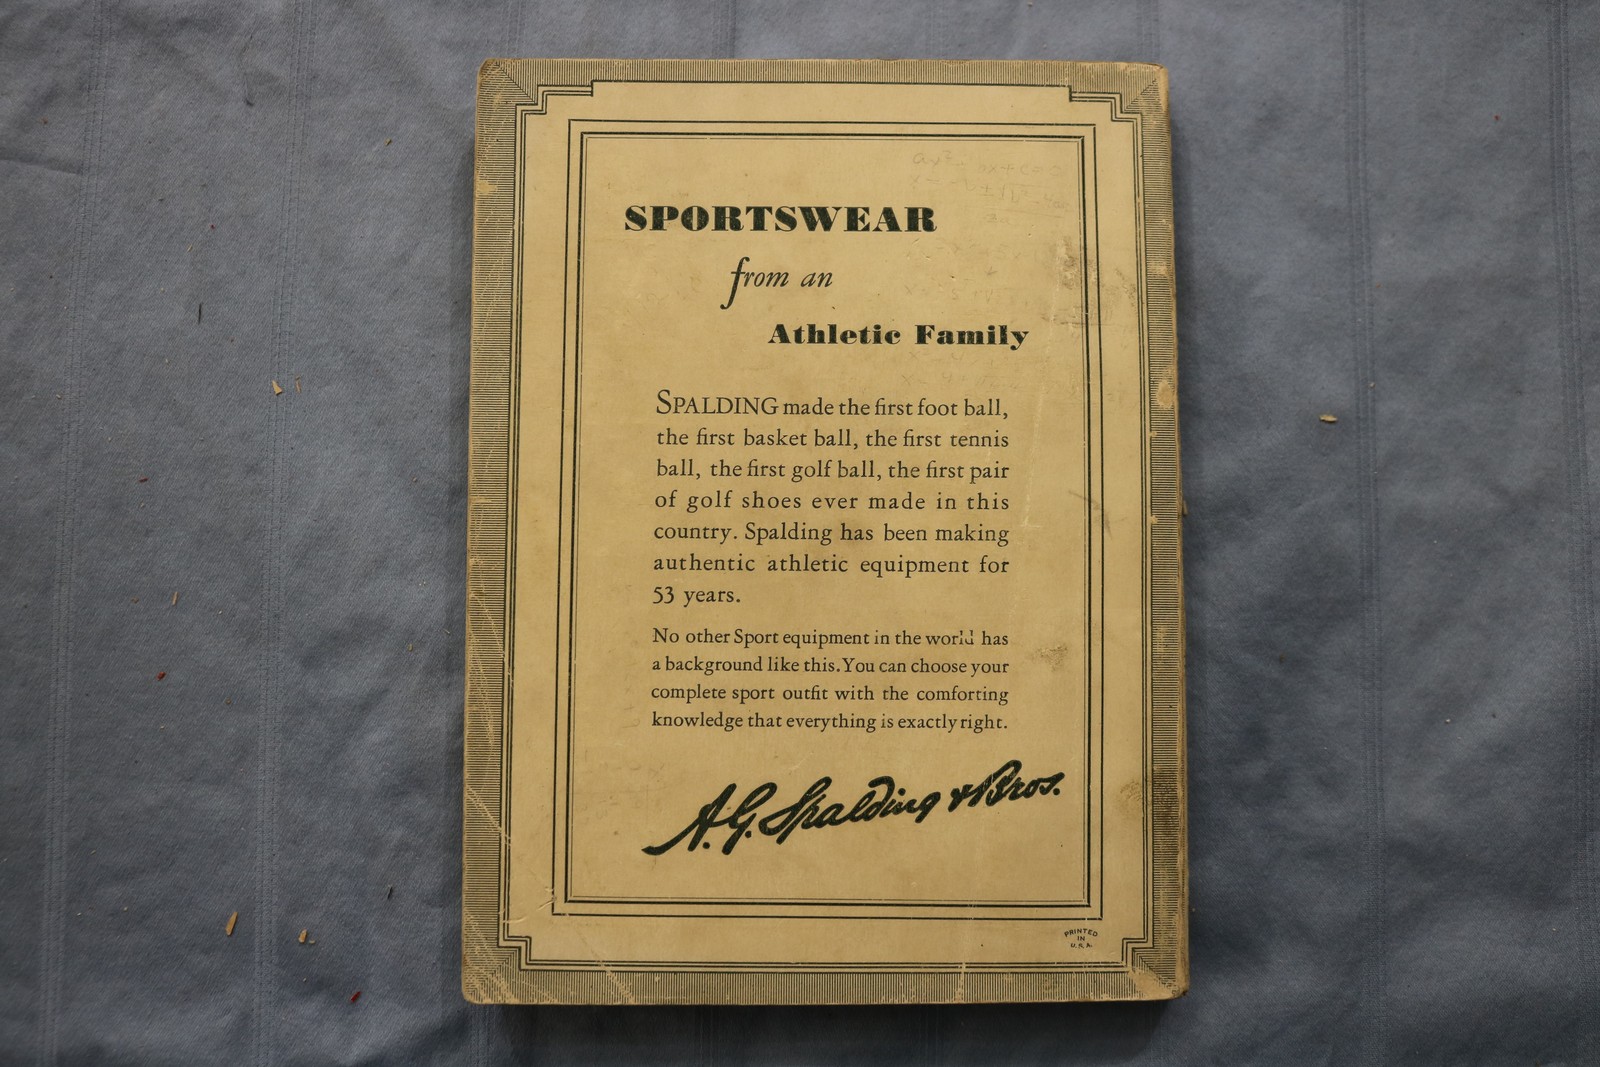 SPORTSWEAR
from an
Athletic Family
SPALDING made the first foot ball,
the first basket ball, the first tennis
ball, the first golf ball, the first pair
of golf shoes ever made in this
country. Spalding has been making
authentic athletic equipment for
53 years.
No other Sport equipment in the world has
a background like this. You can choose your
complete sport outfit with the comforting
knowledge that everything is exactly right.
A.G. Spalding & Bros.
PRINTED
IN
U.S.A.